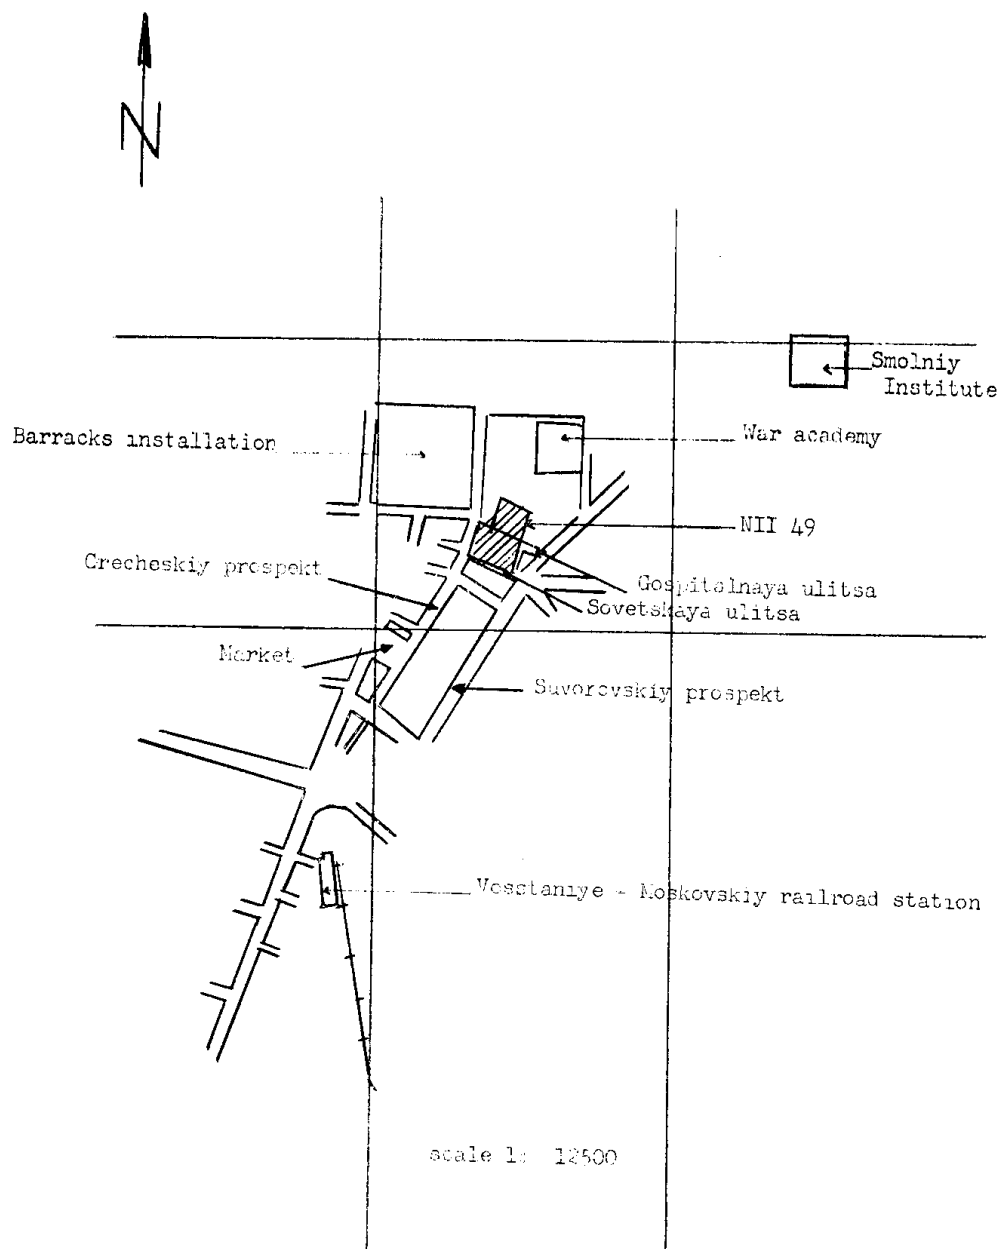 N
Smolniy
Institute
Barracks installation
War academy
NII 49
Grecheskiy prospekt
Gospitalnaya ulitsa
Sovetskaya ulitsa
Market
Suvorovskiy prospekt
Vosstaniye - Moskovskiy railroad station
scale 1: 12500